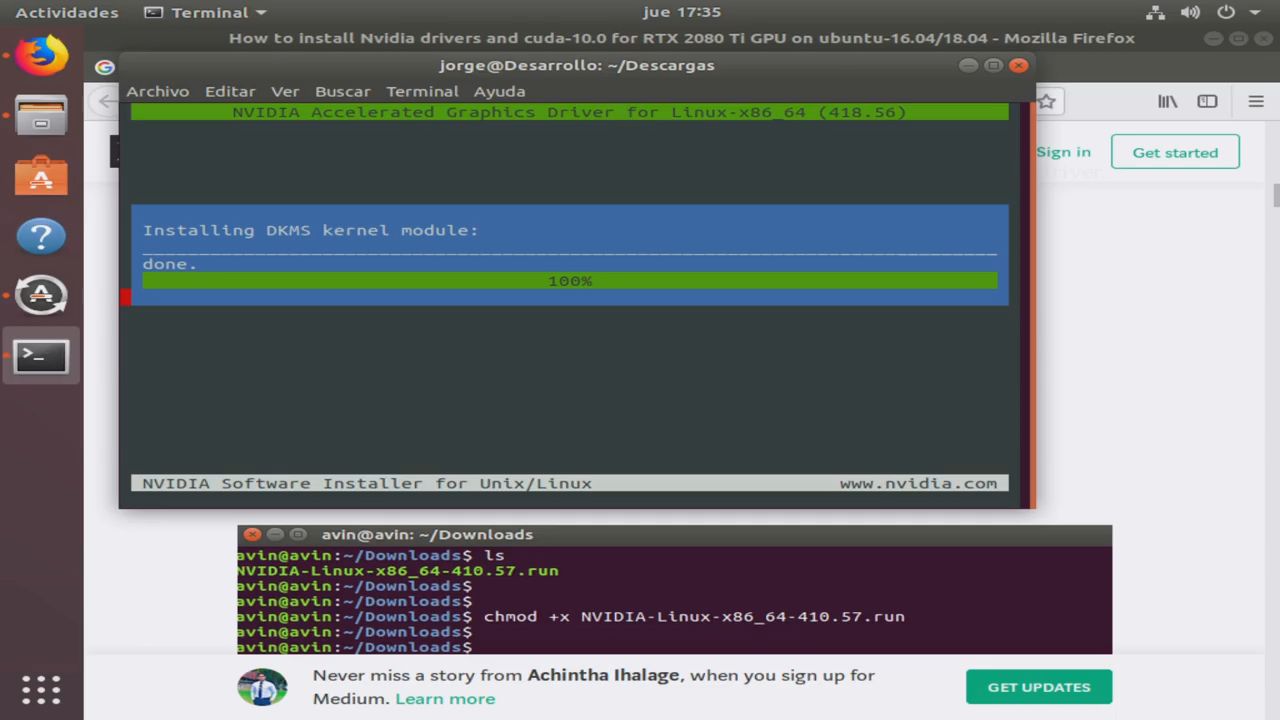 Actividades
Terminal
jue 17:35
How to install Nvidia drivers and cuda-10.0 for RTX 2080 Ti GPU on ubuntu-16.04/18.04 - Mozilla Firefox
jorge@Desarrollo: ~/Descargas
Archivo Editar Ver Buscar Terminal Ayuda
NVIDIA Accelerated Graphics Driver for Linux-x86_64 (418.56)
Sign in
Get started
Installing DKMS kernel module:
done.
100%
NVIDIA Software Installer for Unix/Linux
www.nvidia.com
avin@avin: ~/Downloads
avin@avin:~/Downloads$ ls
NVIDIA-Linux-x86_64-410.57.run
avin@avin:~/Downloads$
avin@avin:~/Downloads$
avin@avin:~/Downloads$ chmod +x NVIDIA-Linux-x86_64-410.57.run
avin@avin:~/Downloads$
avin@avin:~/Downloads$
Never miss a story from Achintha Ihalage, when you sign up for
Medium. Learn more
GET UPDATES